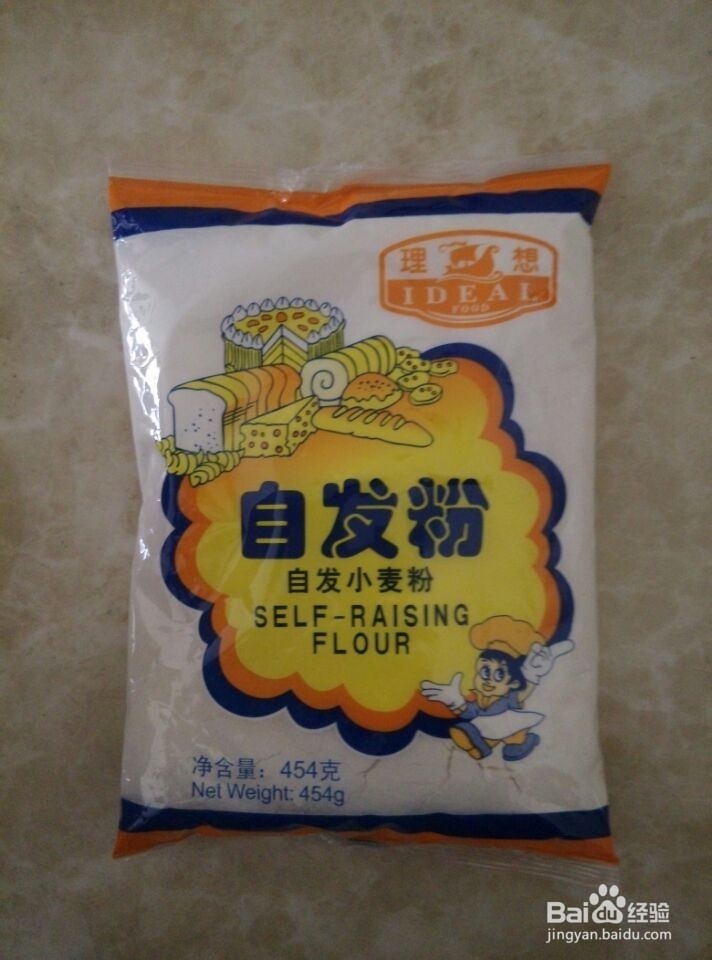 理 想
IDEAL
FOOD
自发粉
自发小麦粉
SELF-RAISING
FLOUR
净含量：454克
Net Weight: 454g
Baidu经验
jingyan.baidu.com